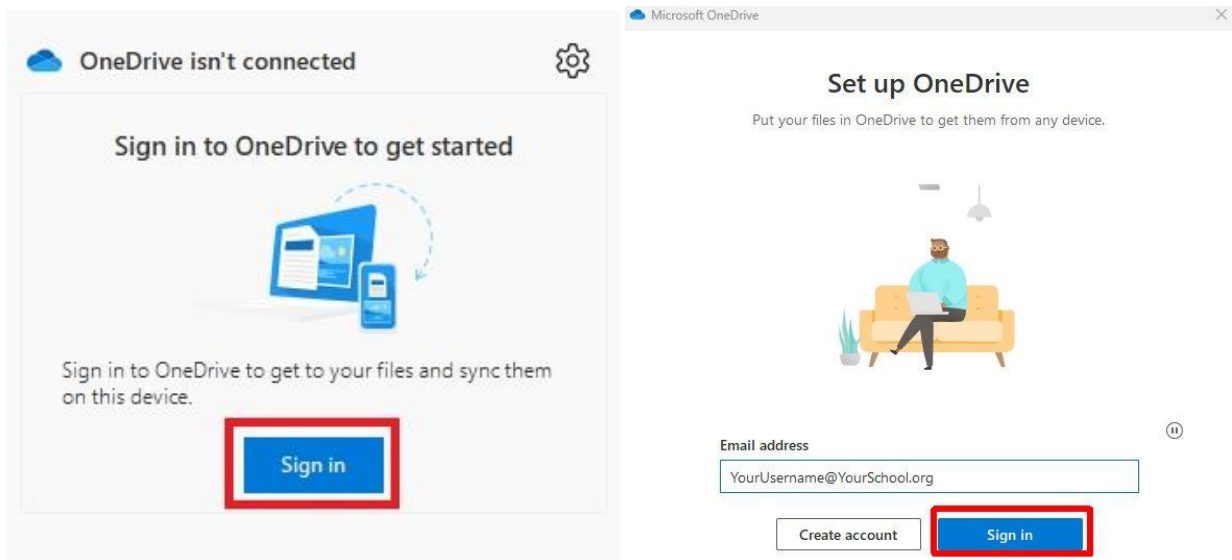 OneDrive isn't connected
Sign in to OneDrive to get started
Sign in to OneDrive to get to your files and sync them
on this device.
Sign in
Microsoft OneDrive
Set up OneDrive
Put your files in OneDrive to get them from any device.
Email address
YourUsername@YourSchool.org
Create account
Sign in